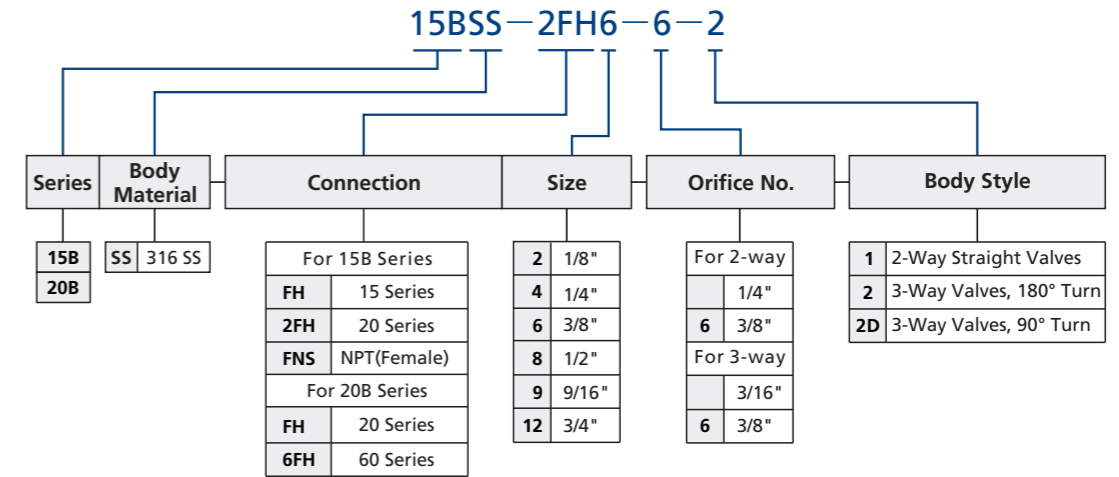 15BSS—2FH6—6—2
Series
Body
Material
Connection
Size
Orifice No.
Body Style
15B
20B
SS 316 SS
For 15B Series
FH 15 Series
2FH 20 Series
FNS NPT(Female)
For 20B Series
FH 20 Series
6FH 60 Series
2 1/8"
4 1/4"
6 3/8"
8 1/2"
9 9/16"
12 3/4"
For 2-way
1/4"
6 3/8"
For 3-way
3/16"
6 3/8"
1 2-Way Straight Valves
2 3-Way Valves, 180° Turn
2D 3-Way Valves, 90° Turn